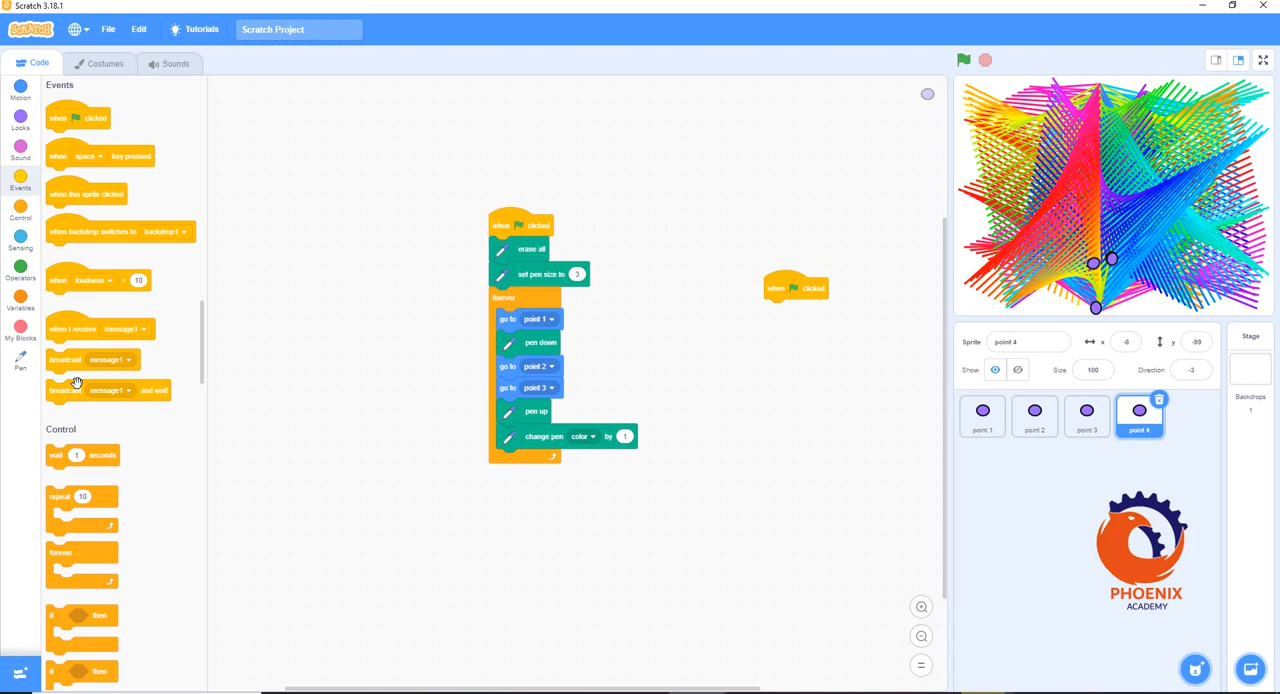 Scratch 3.18.1
SCRATCH File Edit Tutorials Scratch Project
Code Costumes Sounds
Motion
Looks
Sound
Events
Control
Sensing
Operators
Variables
My Blocks
Pen
Events
when clicked
when space key pressed
when this sprite clicked
when backdrop switches to backdrop1
when loudness > 10
when I receive message1
broadcast message1
broadcast message1 and wait
Control
wait 1 seconds
repeat 10
forever
if then
if then
when clicked
erase all
set pen size to 3
forever
go to point 1
pen down
go to point 2
go to point 3
pen up
change pen color by 1
when clicked
Sprite point 4 x -8 y -99
Show Size 100 Direction -3
point 1 point 2 point 3 point 4
Stage
Backdrops
1
PHOENIX
ACADEMY